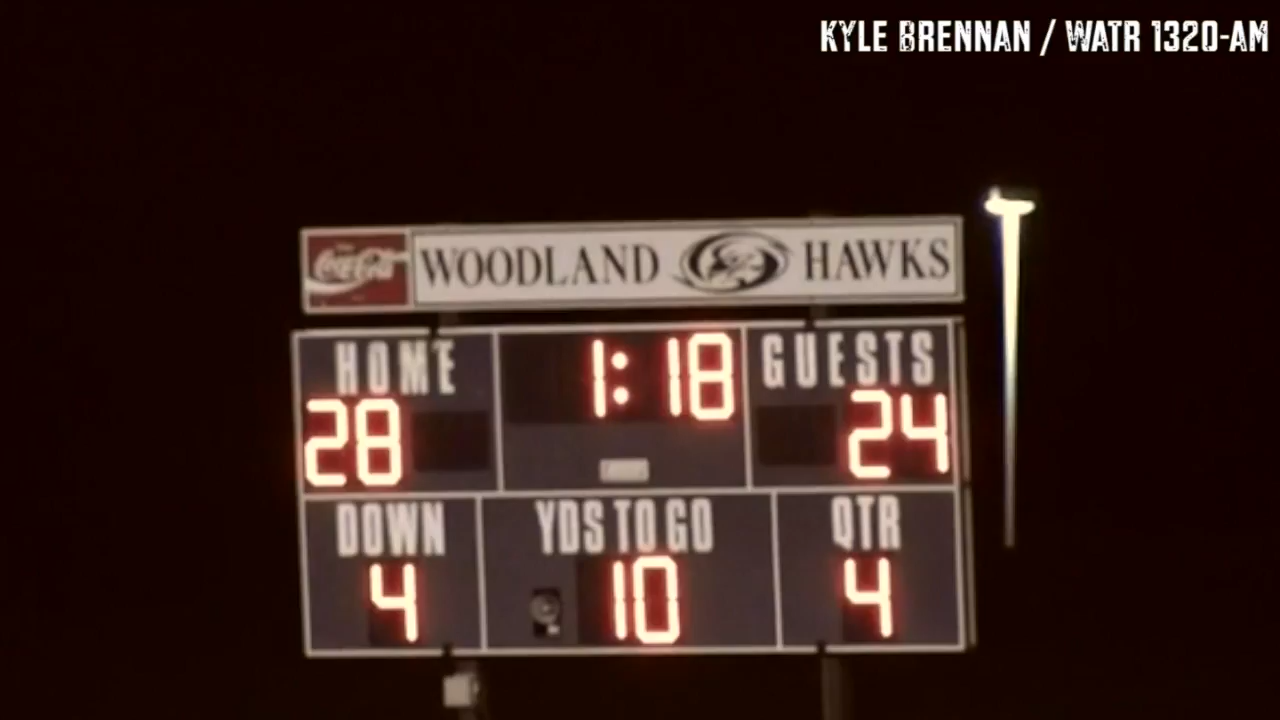 KYLE BRENNAN / WATR 1320-AM
Coca-Cola WOODLAND HAWKS
HOME 1:18 GUESTS
28 24
DOWN YDS TO GO QTR
4 10 4